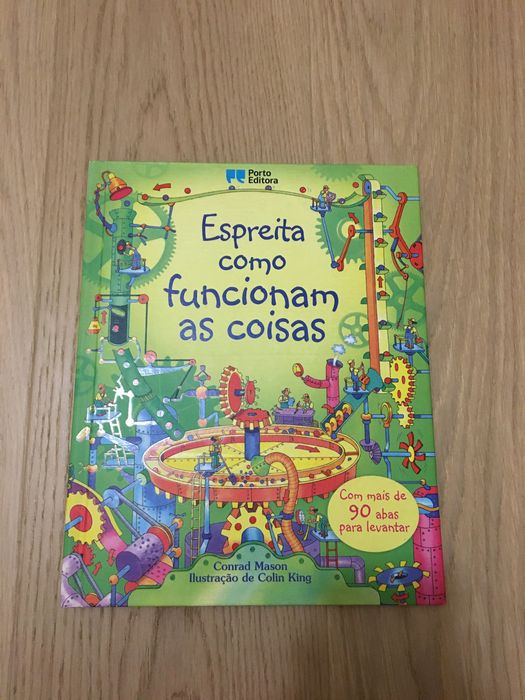 Porto
Editora
Espreita
como
funcionam
as coisas
Com mais de
90 abas
para levantar
Conrad Mason
Ilustração de Colin King